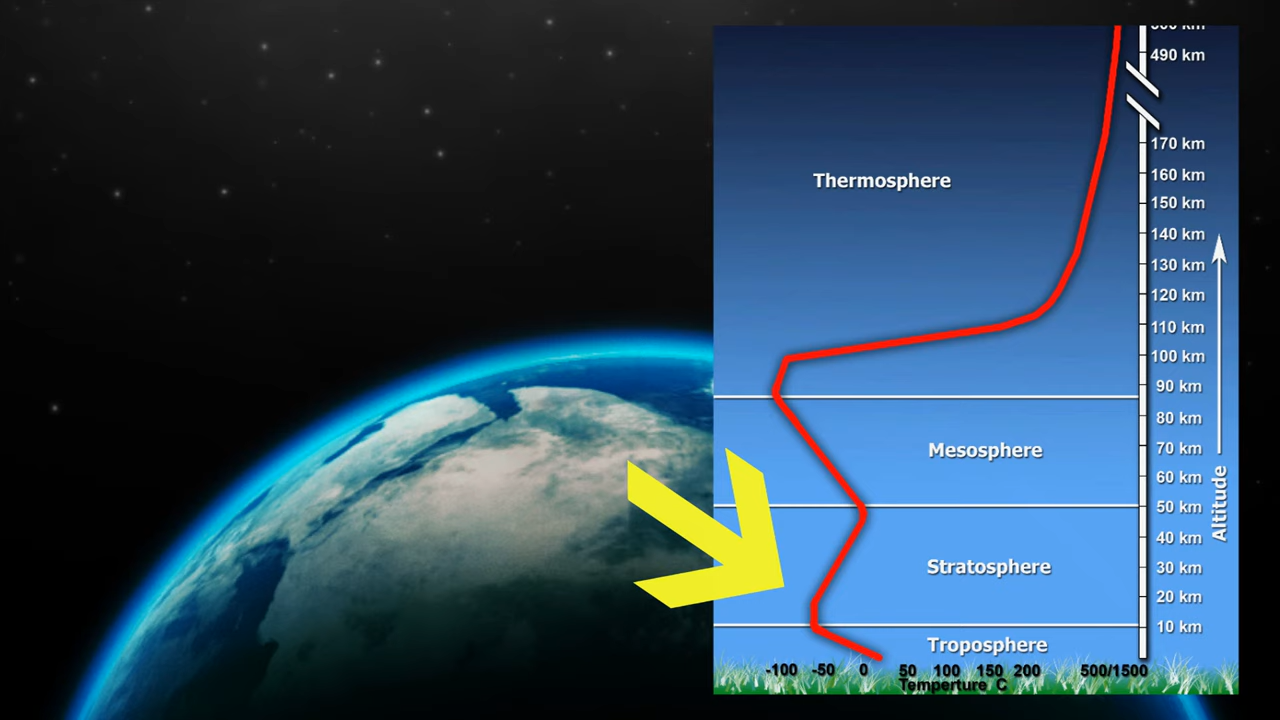 490 km
170 km
160 km
Thermosphere
150 km
140 km
130 km
120 km
110 km
100 km
90 km
80 km
Mesosphere
70 km
60 km
50 km
Altitude
40 km
Stratosphere
30 km
20 km
10 km
Troposphere
-100 -50 0 50 100 150 200 500/1500
Temperture C